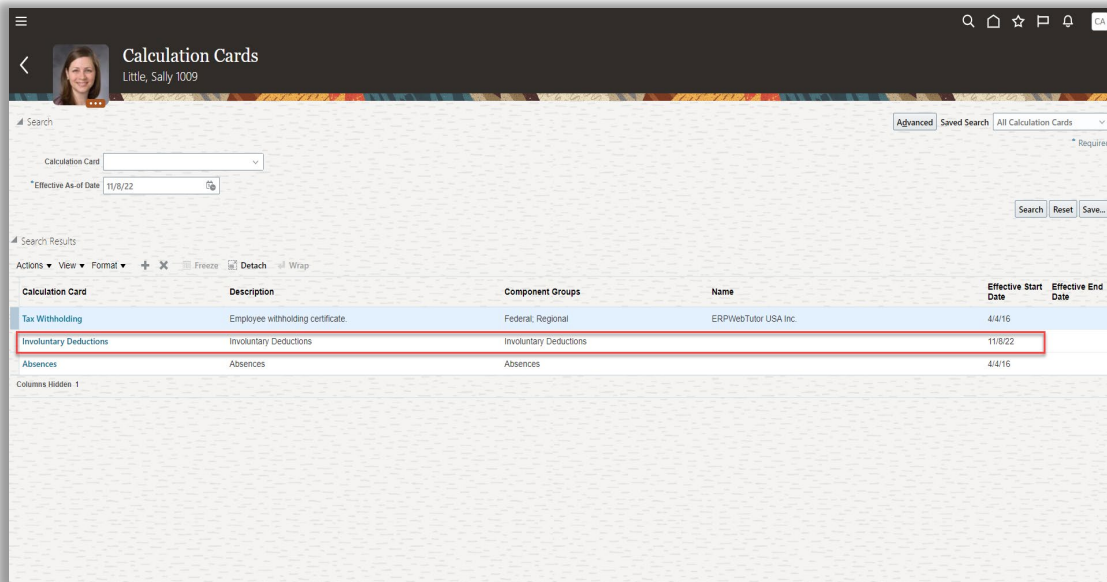 CA
Calculation Cards
Little, Sally 1009
Search
Advanced Saved Search All Calculation Cards
* Required
Calculation Card
*Effective As-of Date 11/8/22
Search Reset Save...
Search Results
Actions View Format Freeze Detach Wrap
Calculation Card Description Component Groups Name Effective Start Date Effective End Date
Tax Withholding Employee withholding certificate. Federal; Regional ERPWebTutor USA Inc. 4/4/16
Involuntary Deductions Involuntary Deductions Involuntary Deductions 11/8/22
Absences Absences Absences 4/4/16
Columns Hidden 1